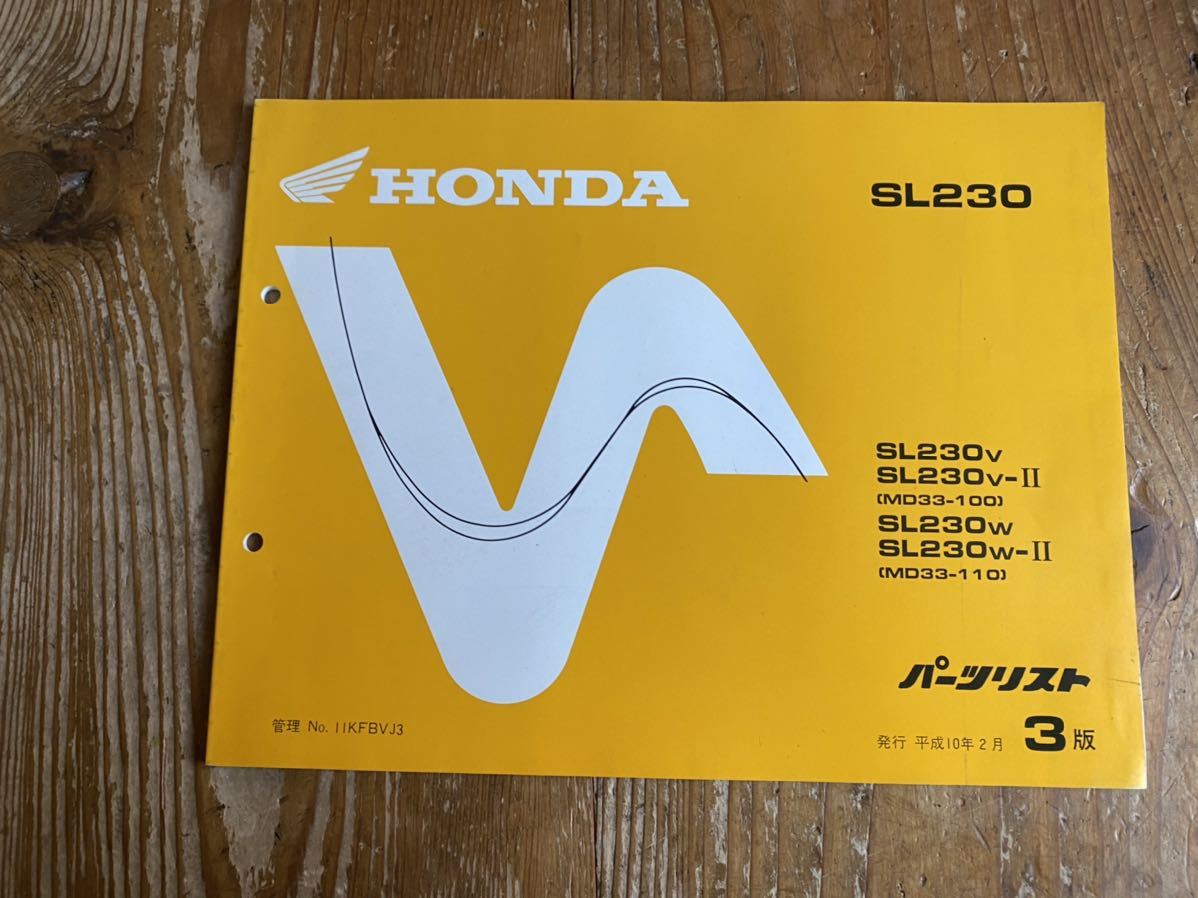 HONDA
SL230
SL230V
SL230V-II
(MD33-100)
SL230W
SL230W-II
(MD33-110)
パーツリスト
管理 No. 11KFBVJ3
発行 平成10年2月 3版